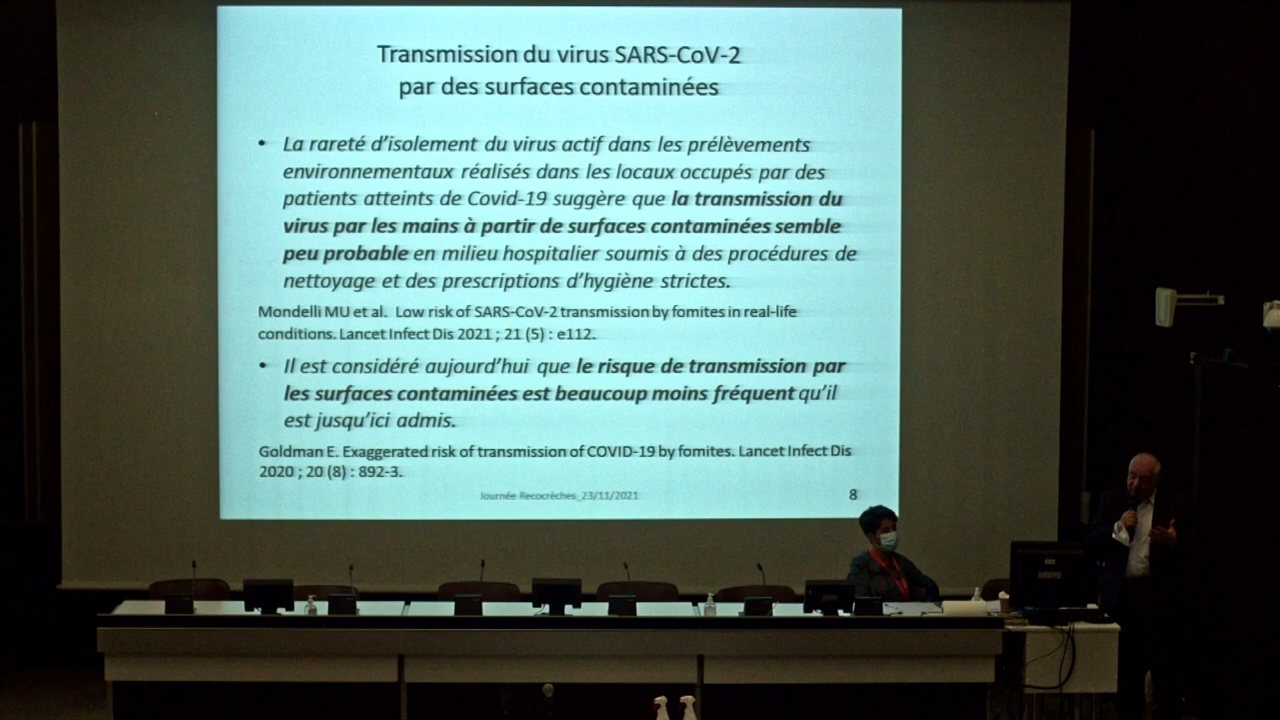 Transmission du virus SARS-CoV-2
par des surfaces contaminées
• La rareté d'isolement du virus actif dans les prélèvements
environnementaux réalisés dans les locaux occupés par des
patients atteints de Covid-19 suggère que la transmission du
virus par les mains à partir de surfaces contaminées semble
peu probable en milieu hospitalier soumis à des procédures de
nettoyage et des prescriptions d'hygiène strictes.
Mondelli MU et al. Low risk of SARS-CoV-2 transmission by fomites in real-life
conditions. Lancet Infect Dis 2021 ; 21 (5) : e112.
• Il est considéré aujourd'hui que le risque de transmission par
les surfaces contaminées est beaucoup moins fréquent qu'il
est jusqu'ici admis.
Goldman E. Exaggerated risk of transmission of COVID-19 by fomites. Lancet Infect Dis
2020 ; 20 (8) : 892-3.
Journée Recocrèches_23/11/2021
8